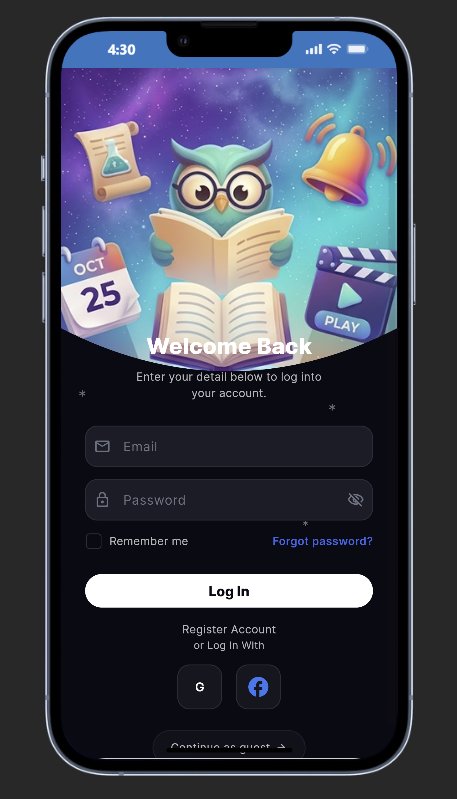 4:30
OCT
25
PLAY
Welcome Back
Enter your detail below to log into
your account.
*
*
Email
Password
*
Remember me Forgot password?
Log In
Register Account
or Log In With
G
Continue as guest →